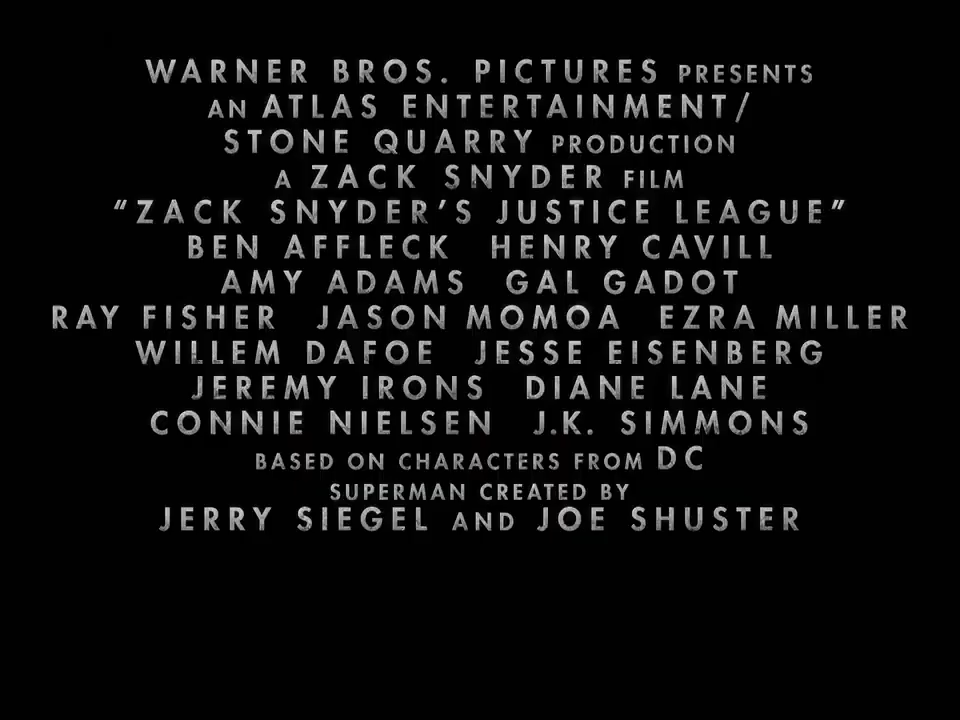 WARNER BROS. PICTURES PRESENTS
AN ATLAS ENTERTAINMENT/
STONE QUARRY PRODUCTION
A ZACK SNYDER FILM
“ZACK SNYDER’S JUSTICE LEAGUE”
BEN AFFLECK HENRY CAVILL
AMY ADAMS GAL GADOT
RAY FISHER JASON MOMOA EZRA MILLER
WILLEM DAFOE JESSE EISENBERG
JEREMY IRONS DIANE LANE
CONNIE NIELSEN J.K. SIMMONS
BASED ON CHARACTERS FROM DC
SUPERMAN CREATED BY
JERRY SIEGEL AND JOE SHUSTER